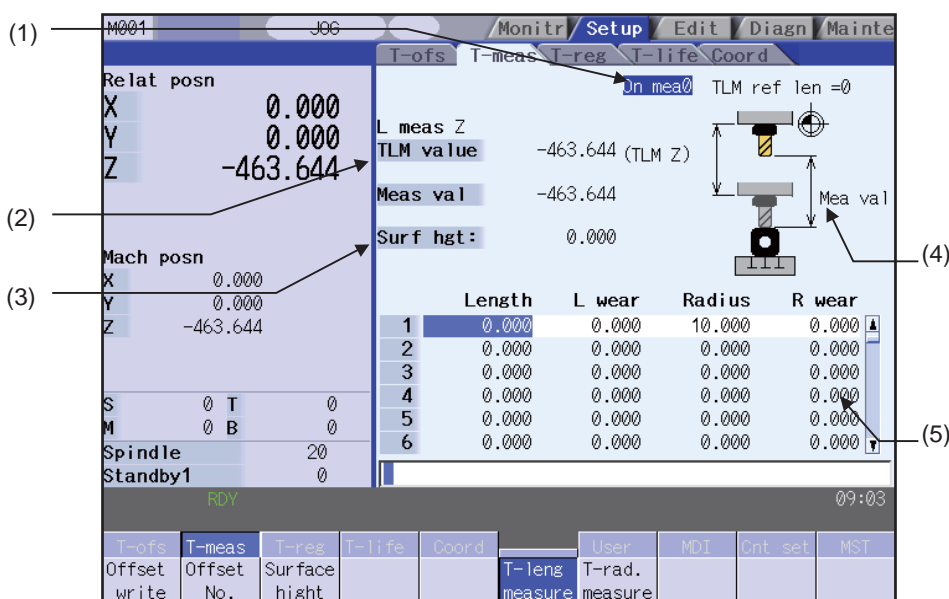 (1)
M001 JOG Monitr Setup Edit Diagn Mainte
T-ofs T-meas T-reg T-life Coord
Relat posn
X 0.000
Y 0.000
Z -463.644
On mea0 TLM ref len =0
L meas Z
TLM value -463.644 (TLM Z)
Meas val -463.644
Mea val
Surf hgt: 0.000
(2)
(3)
(4)
Mach posn
X 0.000
Y 0.000
Z -463.644
Length L wear Radius R wear
1 0.000 0.000 10.000 0.000
2 0.000 0.000 0.000 0.000
3 0.000 0.000 0.000 0.000
4 0.000 0.000 0.000 0.000
5 0.000 0.000 0.000 0.000
6 0.000 0.000 0.000 0.000
(5)
S 0 T 0
M 0 B 0
Spindle 20
Standby1 0
RDY 09:03
T-ofs T-meas T-reg T-life Coord User MDI Cnt set MST
Offset write
Offset No.
Surface hight
T-leng measure
T-rad. measure